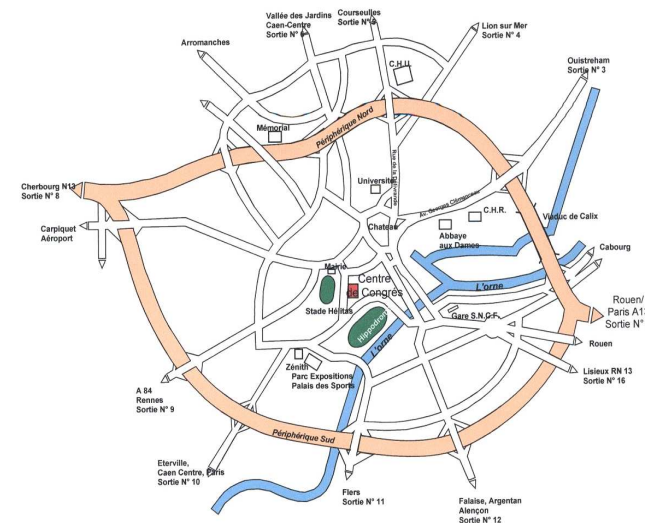 Vallée des Jardins
Caen-Centre
Sortie N° 6
Courseulles
Sortie N° 5
Lion sur Mer
Sortie N° 4
Arromanches
Ouistreham
Sortie N° 3
C.H.U.
Périphérique Nord
Mémorial
Rue de la Délivrande
Université
Cherbourg N13
Sortie N° 8
Av. Georges Clémenceau
C.H.R.
Viaduc de Calix
Carpiquet
Aéroport
Chateau
Abbaye
aux Dames
Cabourg
Mairie
Centre
de Congrès
L'orne
Rouen/
Paris A13
Sortie N°
Stade Hélitas
Hippodrome
Gare S.N.C.F.
L'orne
Rouen
Zénith
Parc Expositions
Palais des Sports
Lisieux RN 13
Sortie N° 16
A 84
Rennes
Sortie N° 9
Périphérique Sud
Eterville,
Caen Centre, Paris
Sortie N° 10
Flers
Sortie N° 11
Falaise, Argentan
Alençon
Sortie N° 12